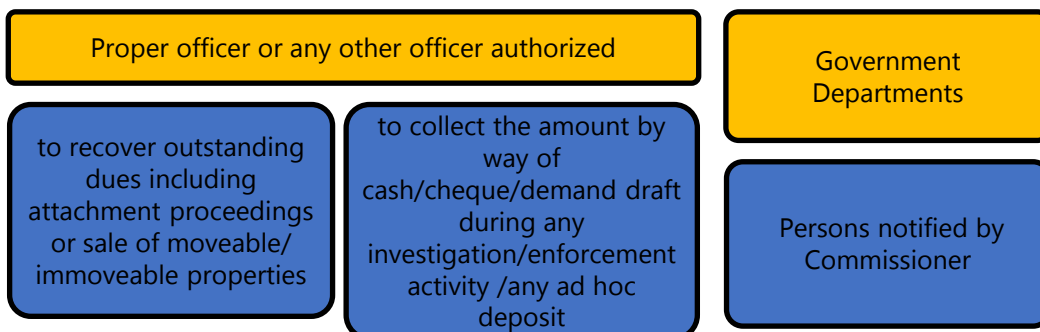 Proper officer or any other officer authorized
to recover outstanding
dues including
attachment proceedings
or sale of moveable/
immoveable properties
to collect the amount by
way of
cash/cheque/demand draft
during any
investigation/enforcement
activity /any ad hoc
deposit
Government
Departments
Persons notified by
Commissioner